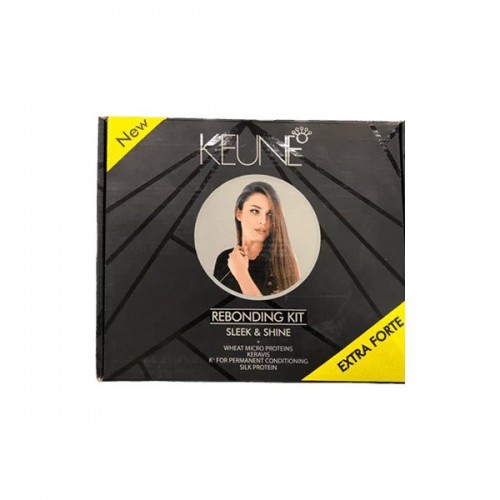 New
KEUNE
REBONDING KIT
SLEEK & SHINE
+
WHEAT MICRO PROTEINS
KERAVIS
K+ FOR PERMANENT CONDITIONING
SILK PROTEIN
EXTRA FORTE